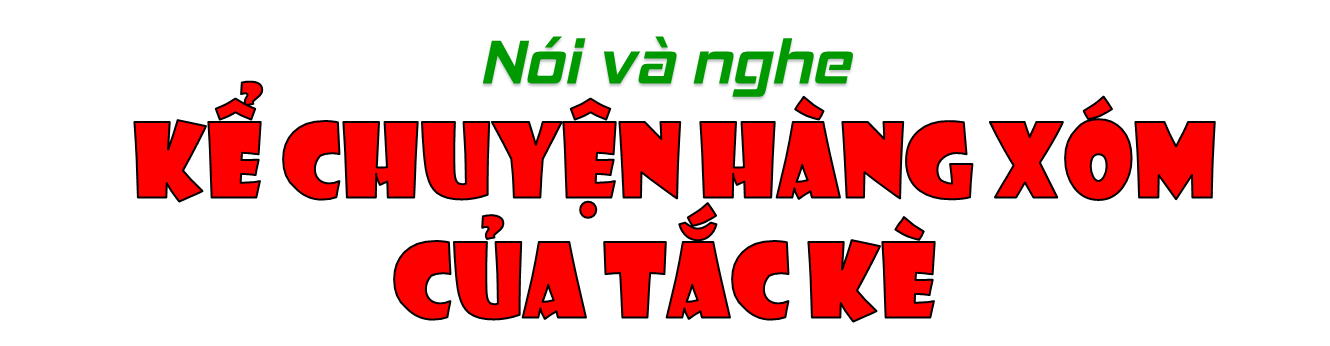 Nói và nghe
KỂ CHUYỆN HÀNG XÓM
CỦA TẮC KÈ